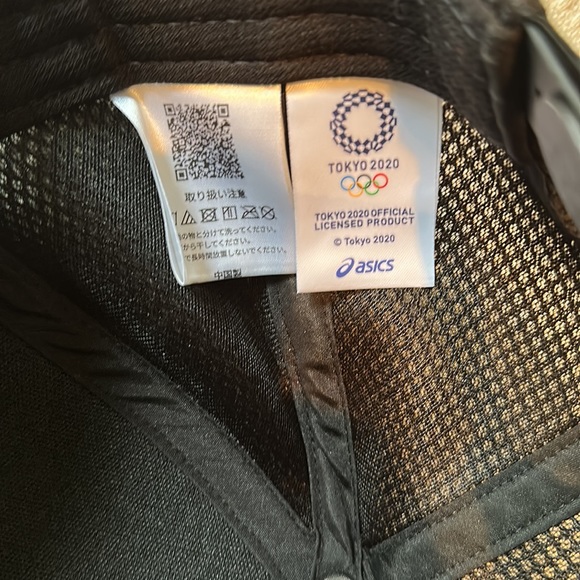 取り扱い注意
の物と分けて洗ってください。
から干してください。
で長時間放置しないでください。
中国製
TOKYO 2020
TOKYO 2020 OFFICIAL
LICENSED PRODUCT
© Tokyo 2020
asics